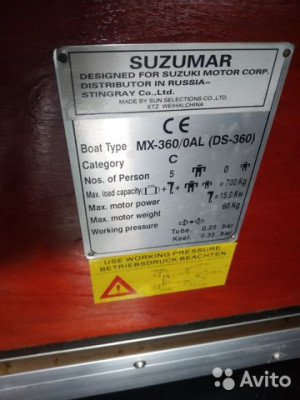 SUZUMAR
DESIGNED FOR SUZUKI MOTOR CORP.
DISTRIBUTOR IN RUSSIA–
STINGRAY Co.,Ltd.
MADE BY SUN SELECTIONS CO.,LTD.
ETZ WEIHAI,CHINA
CE
Boat Type MX-360/0AL (DS-360)
Category C
Nos. of Person 5 0
Max. load capacity + + = 700 Kg
Max. motor power = 15.0 Kw
Max. motor weight 60 Kg
Working pressure
Tube. 0.25 bar
Keel. 0.35 bar
USE WORKING PRESSURE
BETRIEBSDRUCK BEACHTEN
Avito